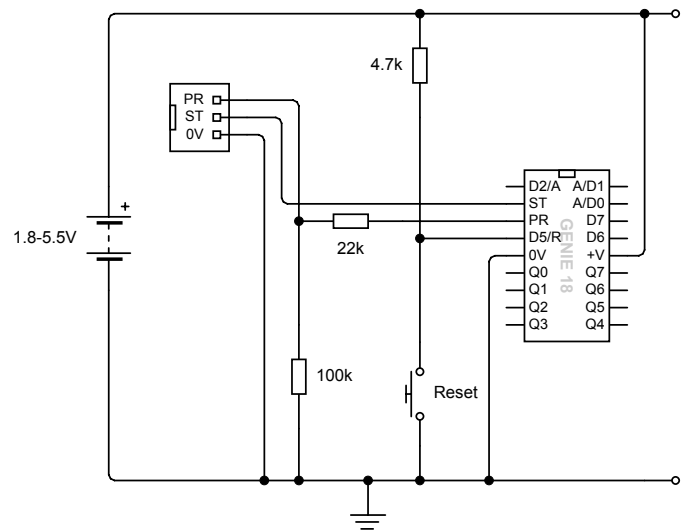 4.7k
PR
ST
0V
1.8-5.5V
+
22k
100k
Reset
GENIE 18
D2/A A/D1
ST A/D0
PR D7
D5/R D6
0V +V
Q0 Q7
Q1 Q6
Q2 Q5
Q3 Q4